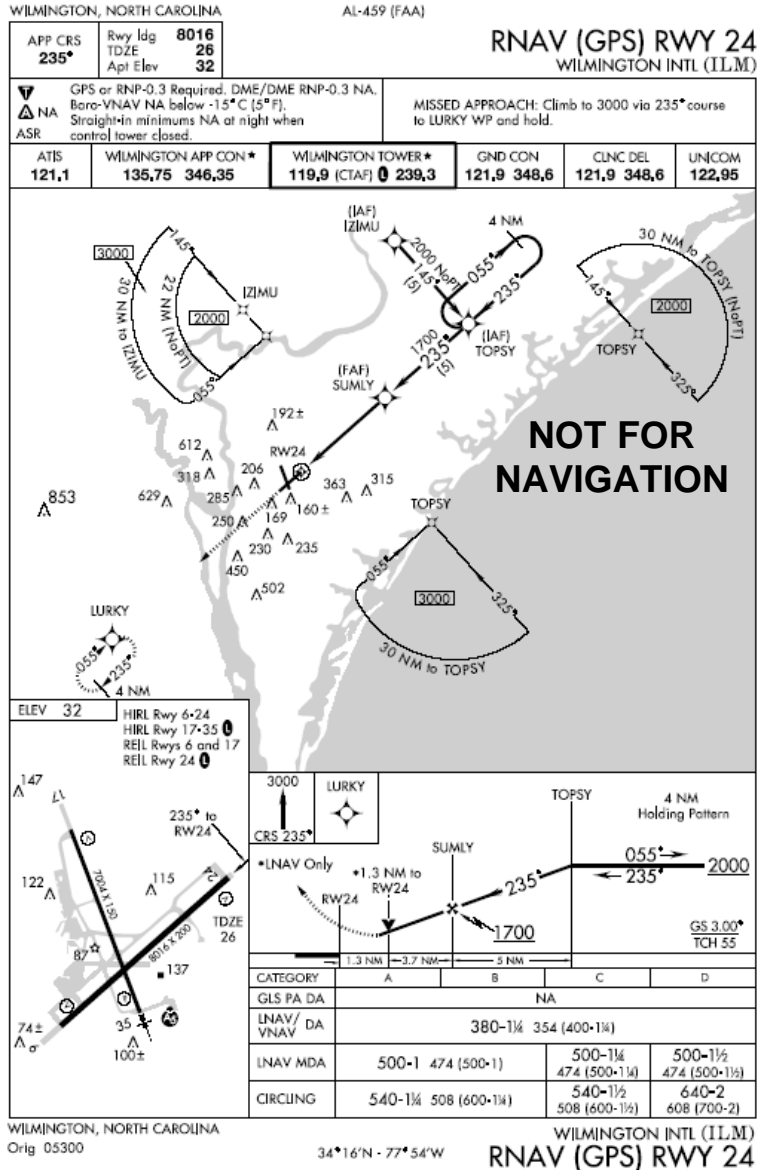 WILMINGTON, NORTH CAROLINA
AL-459 (FAA)
APP CRS
235°
Rwy ldg 8016
TDZE 26
Apt Elev 32
RNAV (GPS) RWY 24
WILMINGTON INTL (ILM)
T
A NA
ASR
GPS or RNP-0.3 Required. DME/DME RNP-0.3 NA.
Baro-VNAV NA below -15°C (5°F).
Straight-in minimums NA at night when
control tower closed.
MISSED APPROACH: Climb to 3000 via 235° course
to LURKY WP and hold.
ATIS
121.1
WILMINGTON APP CON★
135.75 346.35
WILMINGTON TOWER★
119.9 (CTAF) L 239.3
GND CON
121.9 348.6
CLNC DEL
121.9 348.6
UNICOM
122.95
3000
145°
30 NM to IZIMU
22 NM (NoPT)
2000
IZIMU
055°
(IAF)
IZIMU
2000 NoPT
145°
(5)
4 NM
055°
235°
(IAF)
TOPSY
1700
235°
(5)
(FAF)
SUMLY
30 NM to TOPSY (NoPT)
145°
2000
TOPSY
325°
NOT FOR
NAVIGATION
192±
RW24
612
318
206
629
285
363
315
853
250
169
160±
230
235
450
502
TOPSY
055°
3000
325°
30 NM to TOPSY
LURKY
055°
235°
4 NM
ELEV 32
HIRL Rwy 6-24
HIRL Rwy 17-35 L
REIL Rwys 6 and 17
REIL Rwy 24 L
147
17
235° to
RW24
7004 X 150
24
122
115
TDZE
26
8016 X 200
87
137
35
A5
74±
6
100±
3000
CRS 235°
LURKY
TOPSY
4 NM
Holding Pattern
*LNAV Only
*1.3 NM to
RW24
RW24
SUMLY
235°
055°
235°
2000
1700
GS 3.00°
TCH 55
1.3 NM
3.7 NM
5 NM
CATEGORY A B C D
GLS PA DA NA
LNAV/
VNAV DA 380-1¼ 354 (400-1¼)
LNAV MDA 500-1 474 (500-1) 500-1¼ 474 (500-1¼) 500-1½ 474 (500-1½)
CIRCLING 540-1¼ 508 (600-1¼) 540-1½ 508 (600-1½) 640-2 608 (700-2)
WILMINGTON, NORTH CAROLINA
Orig 05300
34°16'N - 77°54'W
WILMINGTON INTL (ILM)
RNAV (GPS) RWY 24